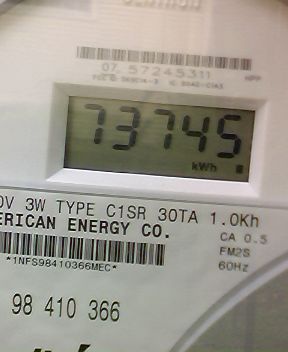 07 57245311
73745
kWh
0V 3W TYPE C1SR 30TA 1.0Kh
ERICAN ENERGY CO.
CA 0.5
FM2S
*1NFS98410366MEC*
60Hz
98 410 366